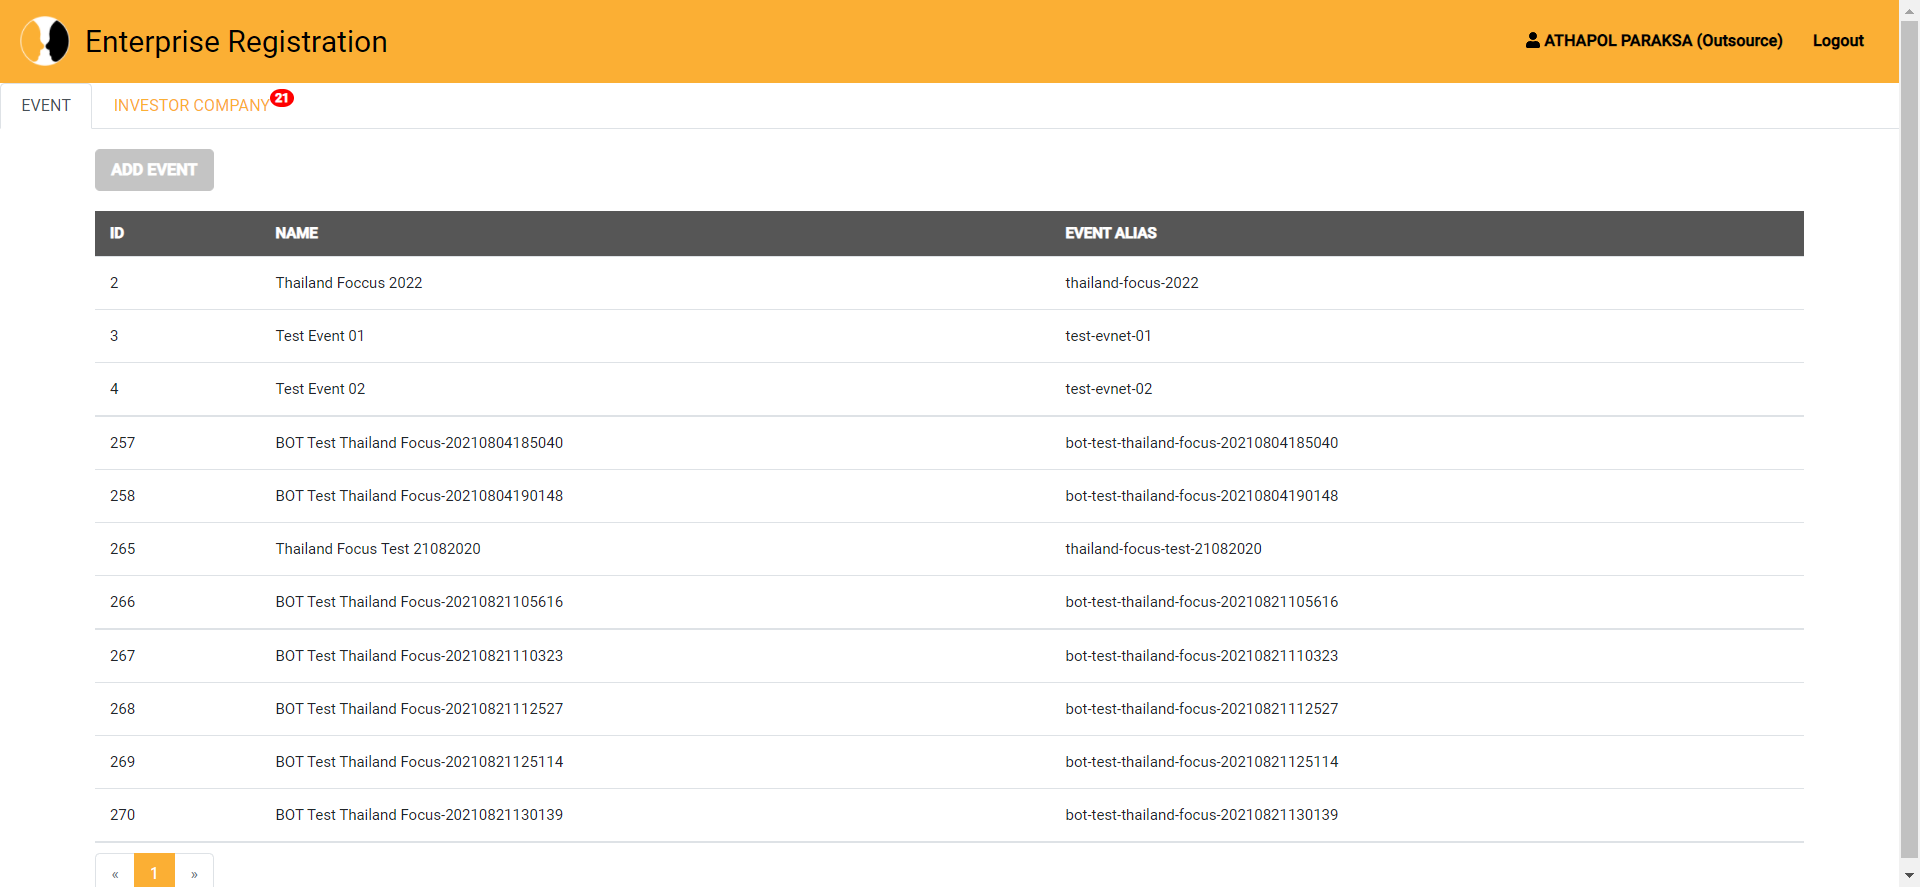 Enterprise Registration
ATHAPOL PARAKSA (Outsource) Logout
EVENT INVESTOR COMPANY 21
ADD EVENT
ID NAME EVENT ALIAS
2 Thailand Foccus 2022 thailand-focus-2022
3 Test Event 01 test-evnet-01
4 Test Event 02 test-evnet-02
257 BOT Test Thailand Focus-20210804185040 bot-test-thailand-focus-20210804185040
258 BOT Test Thailand Focus-20210804190148 bot-test-thailand-focus-20210804190148
265 Thailand Focus Test 21082020 thailand-focus-test-21082020
266 BOT Test Thailand Focus-20210821105616 bot-test-thailand-focus-20210821105616
267 BOT Test Thailand Focus-20210821110323 bot-test-thailand-focus-20210821110323
268 BOT Test Thailand Focus-20210821112527 bot-test-thailand-focus-20210821112527
269 BOT Test Thailand Focus-20210821125114 bot-test-thailand-focus-20210821125114
270 BOT Test Thailand Focus-20210821130139 bot-test-thailand-focus-20210821130139
« 1 »